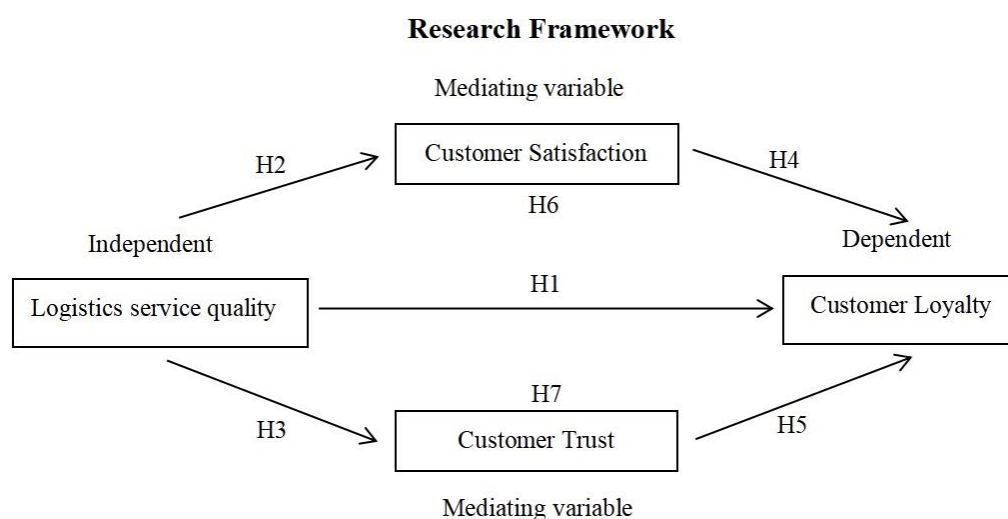 Research Framework
Mediating variable
Customer Satisfaction
H2
H4
H6
Independent
Dependent
Logistics service quality
H1
Customer Loyalty
H7
H3
Customer Trust
H5
Mediating variable